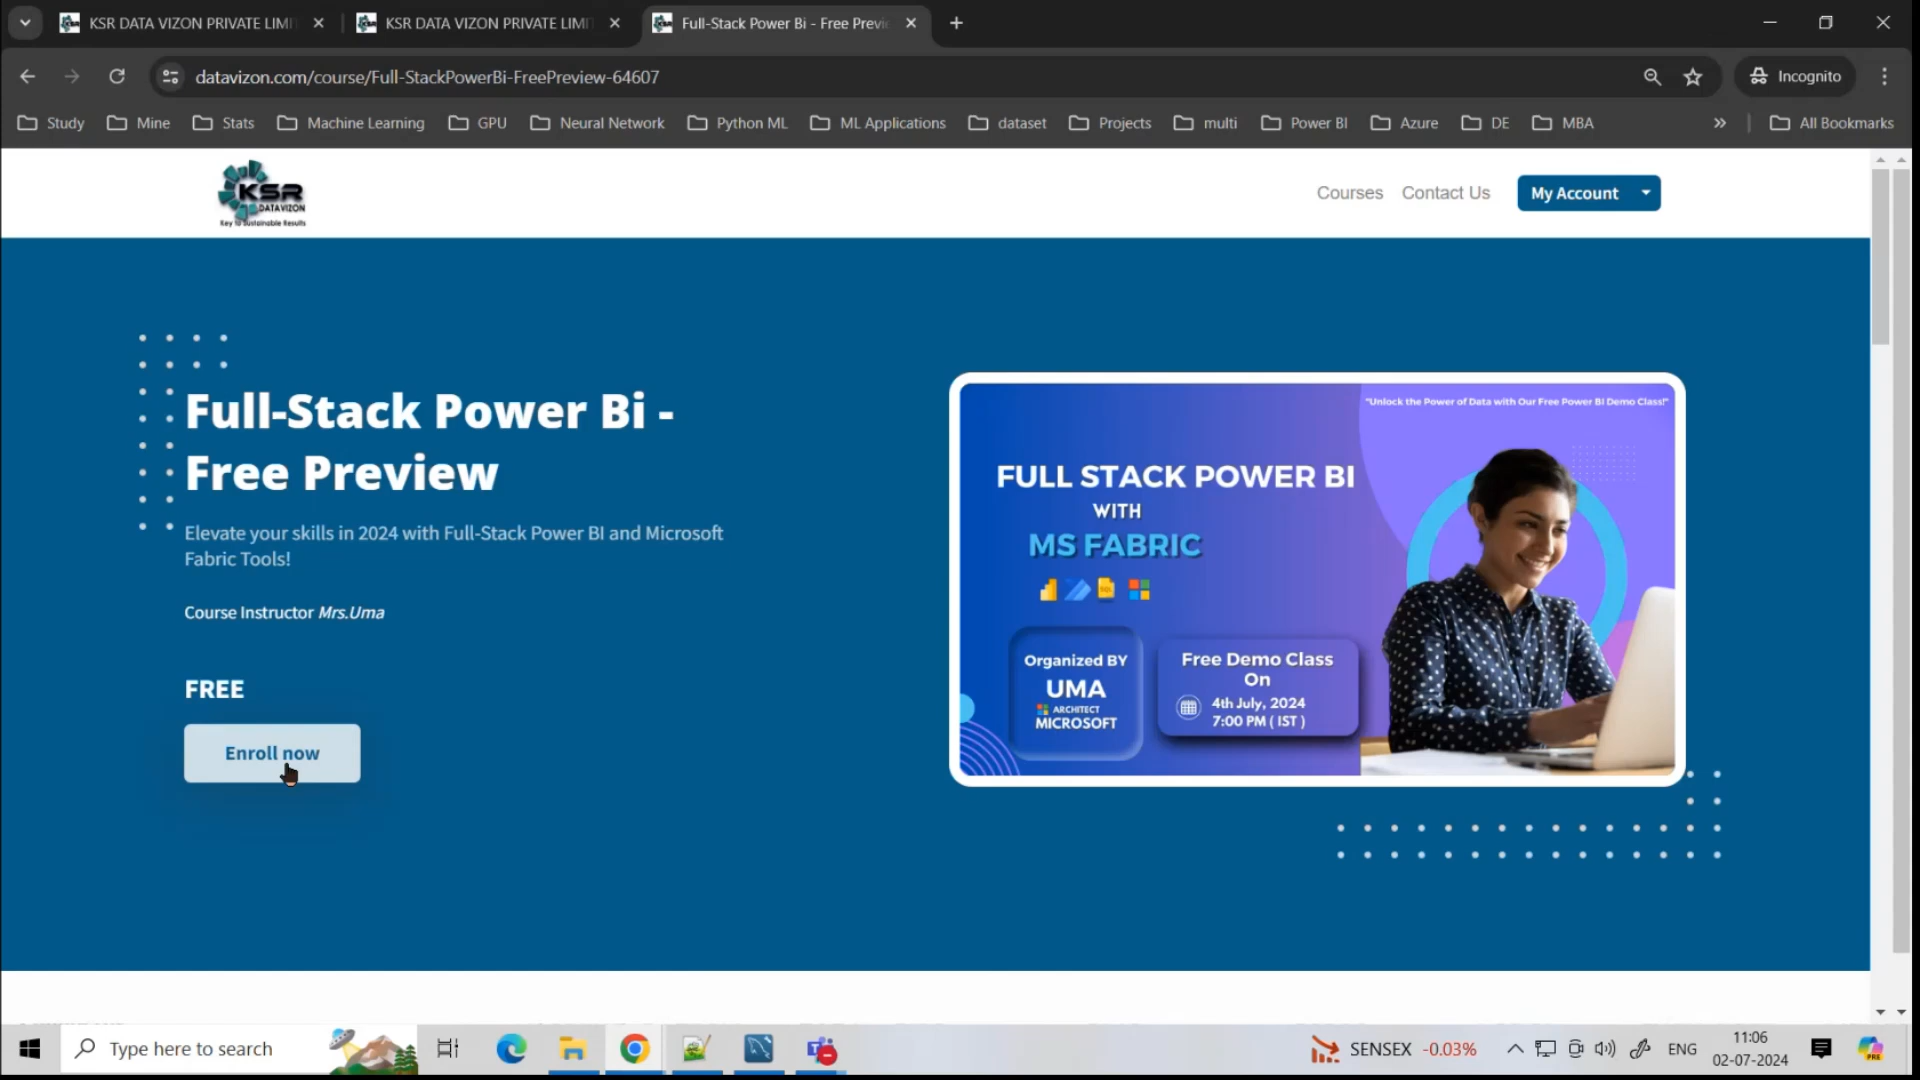 KSR DATA VIZON PRIVATE LIMI
KSR DATA VIZON PRIVATE LIMI
Full-Stack Power Bi - Free Previe
datavizon.com/course/Full-StackPowerBi-FreePreview-64607
Incognito
Study
Mine
Stats
Machine Learning
GPU
Neural Network
Python ML
ML Applications
dataset
Projects
multi
Power BI
Azure
DE
MBA
All Bookmarks
KSR
DATAVIZON
Key to Sustainable Results
Courses
Contact Us
My Account
Full-Stack Power Bi -
Free Preview
Elevate your skills in 2024 with Full-Stack Power BI and Microsoft
Fabric Tools!
Course Instructor Mrs.Uma
FREE
Enroll now
"Unlock the Power of Data with Our Free Power BI Demo Class!"
FULL STACK POWER BI
WITH
MS FABRIC
Organized BY
UMA
ARCHITECT
MICROSOFT
Free Demo Class
On
4th July, 2024
7:00 PM ( IST )
Type here to search
SENSEX -0.03%
ENG
11:06
02-07-2024